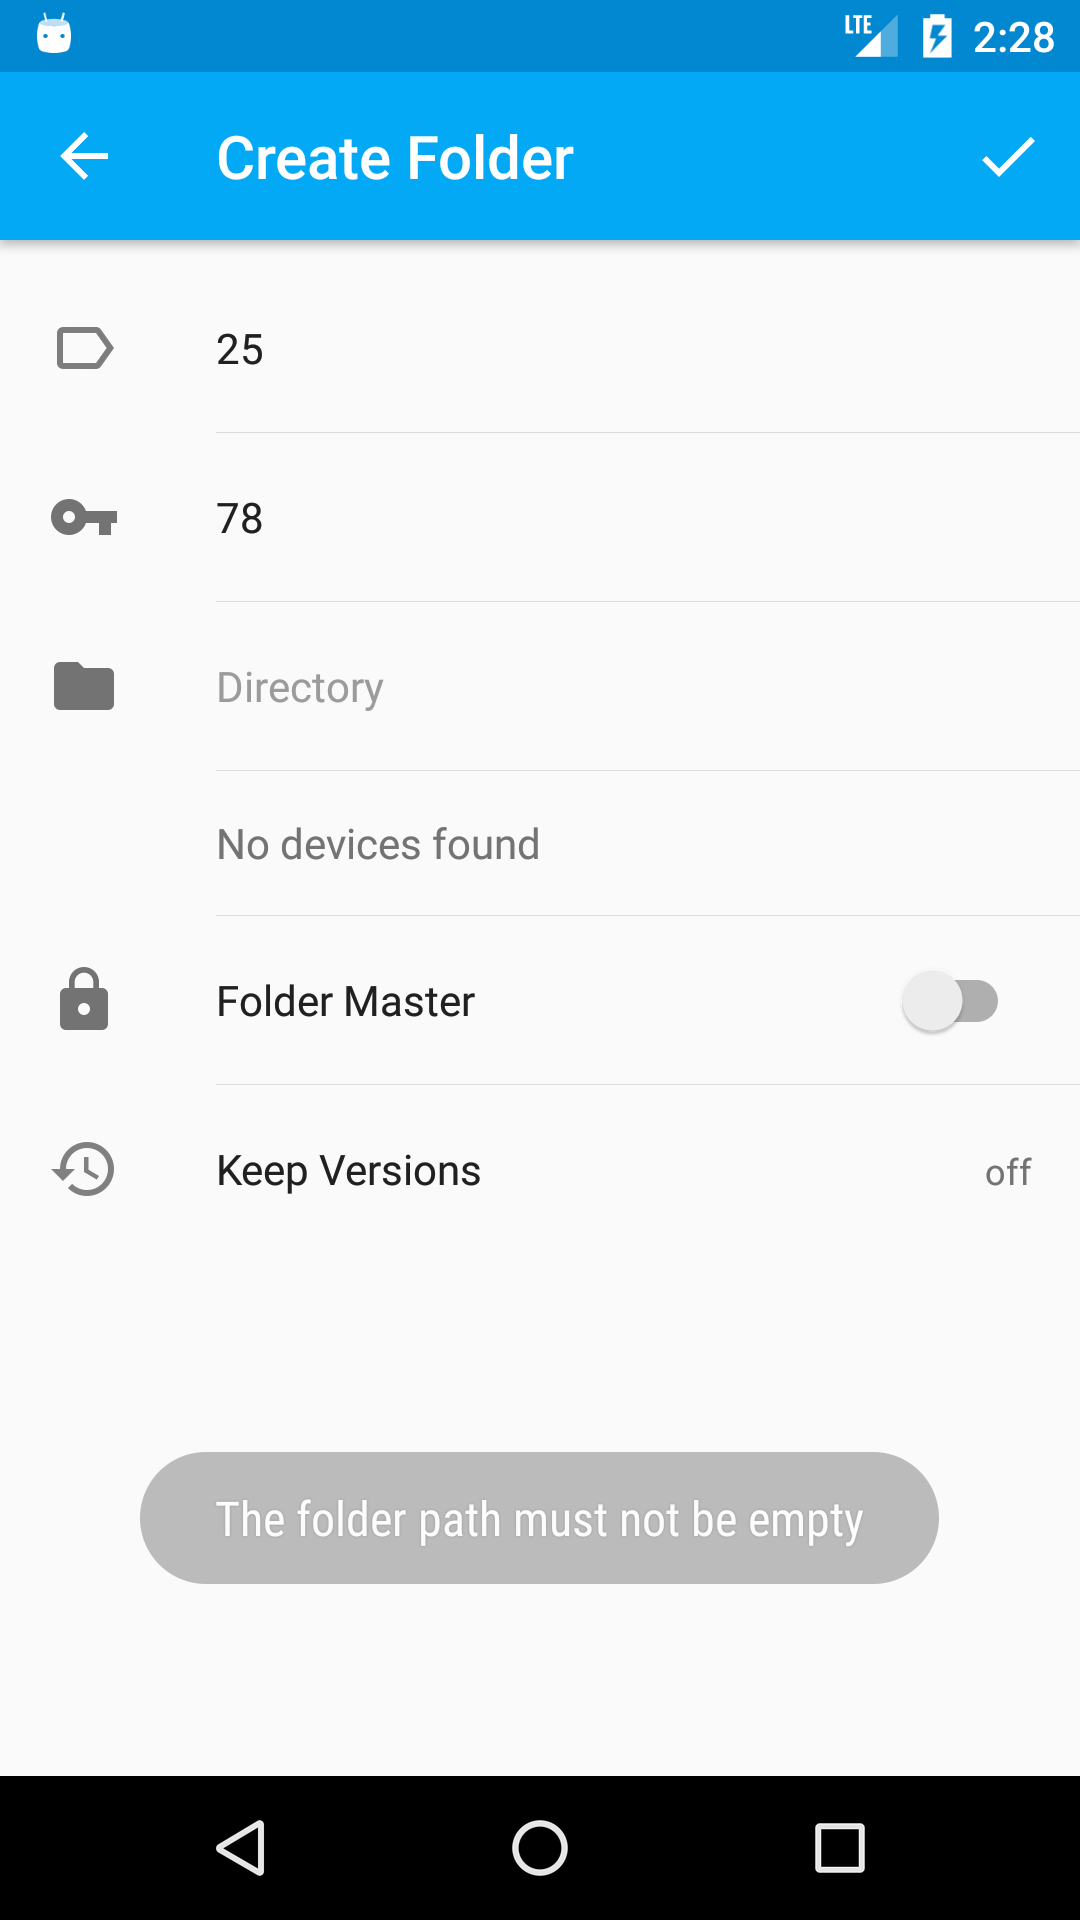 LTE 2:28
Create Folder
25
78
Directory
No devices found
Folder Master
Keep Versions off
The folder path must not be empty